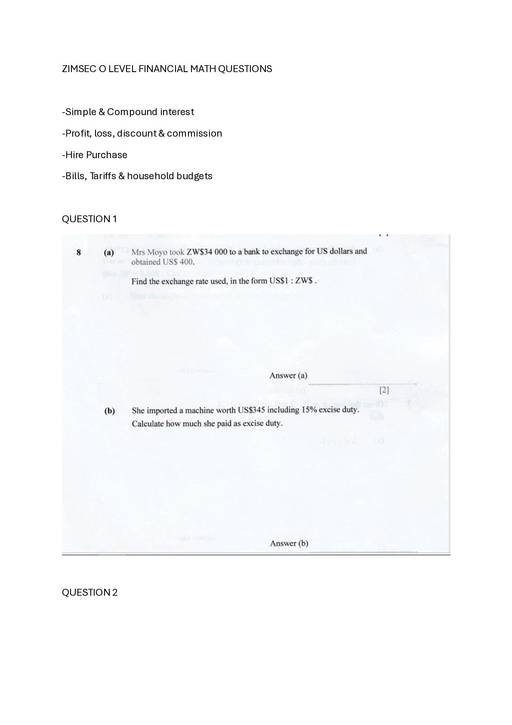 ZIMSEC O LEVEL FINANCIAL MATH QUESTIONS
-Simple & Compound interest
-Profit, loss, discount & commission
-Hire Purchase
-Bills, Tariffs & household budgets
QUESTION 1
8 (a) Mrs Moyo took ZW$34 000 to a bank to exchange for US dollars and
obtained US$ 400.
Find the exchange rate used, in the form US$1 : ZW$ .
Answer (a)
[2]
(b) She imported a machine worth US$345 including 15% excise duty.
Calculate how much she paid as excise duty.
Answer (b)
QUESTION 2